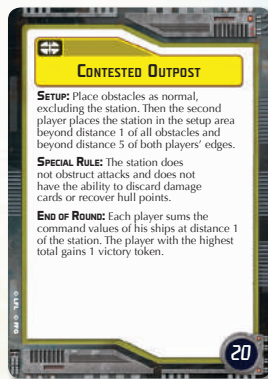 Contested Outpost
Setup: Place obstacles as normal,
excluding the station. Then the second
player places the station in the setup area
beyond distance 1 of all obstacles and
beyond distance 5 of both players' edges.
Special Rule: The station does
not obstruct attacks and does not
have the ability to discard damage
cards or recover hull points.
End of Round: Each player sums the
command values of his ships at distance 1
of the station. The player with the highest
total gains 1 victory token.
© LFL © FFG
20